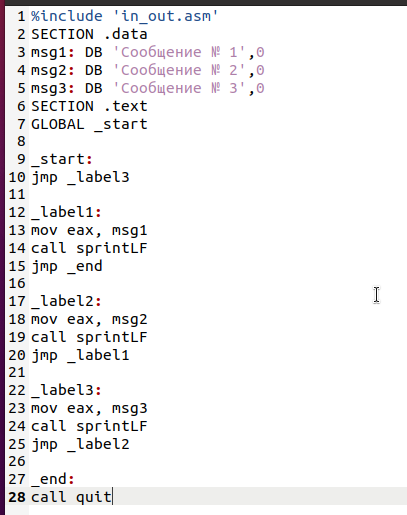 1 %include 'in_out.asm'
2 SECTION .data
3 msg1: DB 'Сообщение № 1',0
4 msg2: DB 'Сообщение № 2',0
5 msg3: DB 'Сообщение № 3',0
6 SECTION .text
7 GLOBAL _start
8
9 _start:
10 jmp _label3
11
12 _label1:
13 mov eax, msg1
14 call sprintLF
15 jmp _end
16
17 _label2:
18 mov eax, msg2
19 call sprintLF
20 jmp _label1
21
22 _label3:
23 mov eax, msg3
24 call sprintLF
25 jmp _label2
26
27 _end:
28 call quit